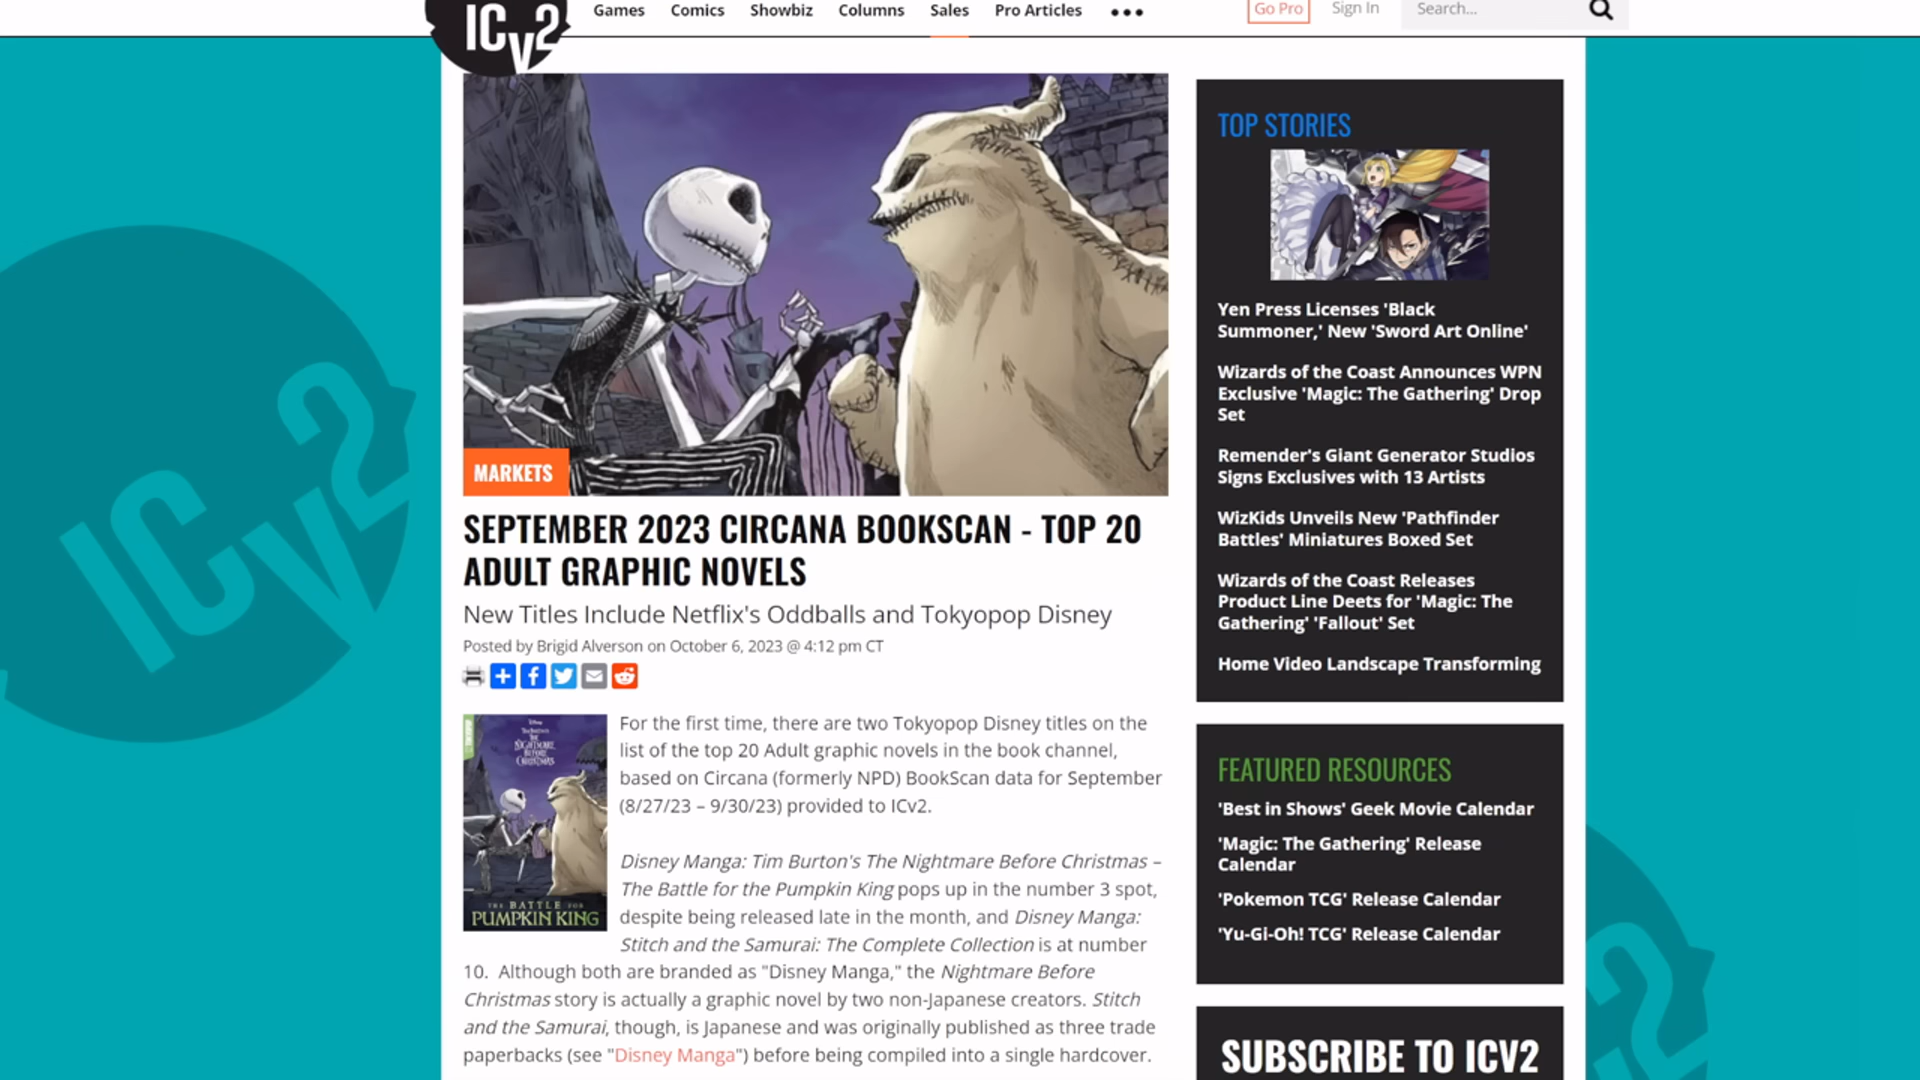 ICv2
Games Comics Showbiz Columns Sales Pro Articles •••
Go Pro Sign In Search...
MARKETS
SEPTEMBER 2023 CIRCANA BOOKSCAN - TOP 20
ADULT GRAPHIC NOVELS
New Titles Include Netflix's Oddballs and Tokyopop Disney
Posted by Brigid Alverson on October 6, 2023 @ 4:12 pm CT
Disney
Tim Burton's
THE
NIGHTMARE
BEFORE
CHRISTMAS
THE BATTLE FOR
PUMPKIN KING
For the first time, there are two Tokyopop Disney titles on the
list of the top 20 Adult graphic novels in the book channel,
based on Circana (formerly NPD) BookScan data for September
(8/27/23 – 9/30/23) provided to ICv2.
Disney Manga: Tim Burton's The Nightmare Before Christmas –
The Battle for the Pumpkin King pops up in the number 3 spot,
despite being released late in the month, and Disney Manga:
Stitch and the Samurai: The Complete Collection is at number
10. Although both are branded as "Disney Manga," the Nightmare Before
Christmas story is actually a graphic novel by two non-Japanese creators. Stitch
and the Samurai, though, is Japanese and was originally published as three trade
paperbacks (see "Disney Manga") before being compiled into a single hardcover.
TOP STORIES
Yen Press Licenses 'Black
Summoner,' New 'Sword Art Online'
Wizards of the Coast Announces WPN
Exclusive 'Magic: The Gathering' Drop
Set
Remender's Giant Generator Studios
Signs Exclusives with 13 Artists
WizKids Unveils New 'Pathfinder
Battles' Miniatures Boxed Set
Wizards of the Coast Releases
Product Line Deets for 'Magic: The
Gathering' 'Fallout' Set
Home Video Landscape Transforming
FEATURED RESOURCES
'Best in Shows' Geek Movie Calendar
'Magic: The Gathering' Release
Calendar
'Pokemon TCG' Release Calendar
'Yu-Gi-Oh! TCG' Release Calendar
SUBSCRIBE TO ICV2
ICv2
v2